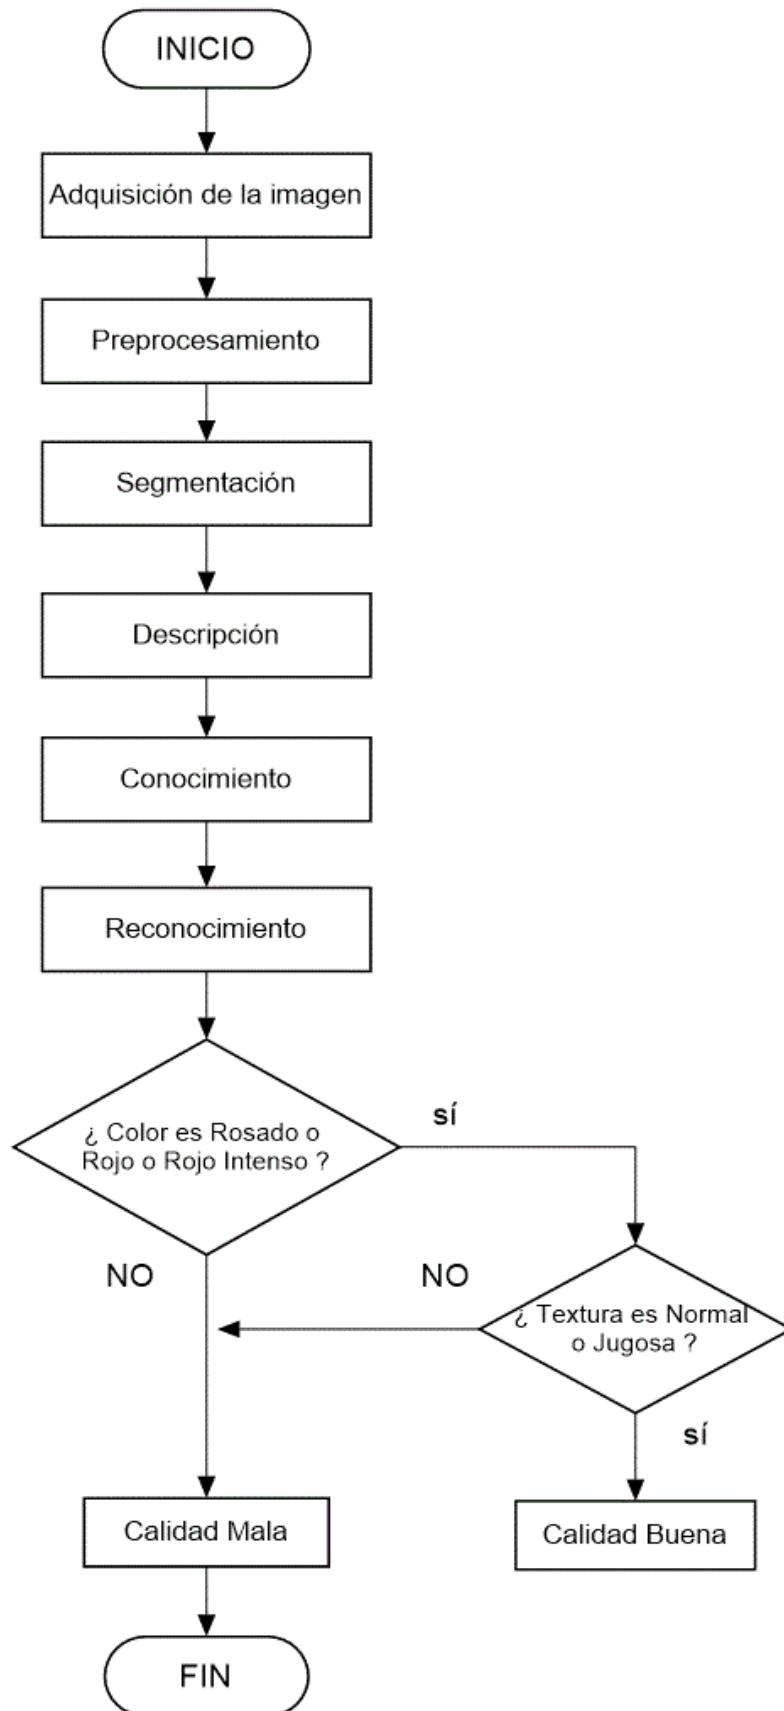 INICIO
Adquisición de la imagen
Preprocesamiento
Segmentación
Descripción
Conocimiento
Reconocimiento
¿ Color es Rosado o
Rojo o Rojo Intenso ?
sí
NO
NO
¿ Textura es Normal
o Jugosa ?
sí
Calidad Mala
Calidad Buena
FIN